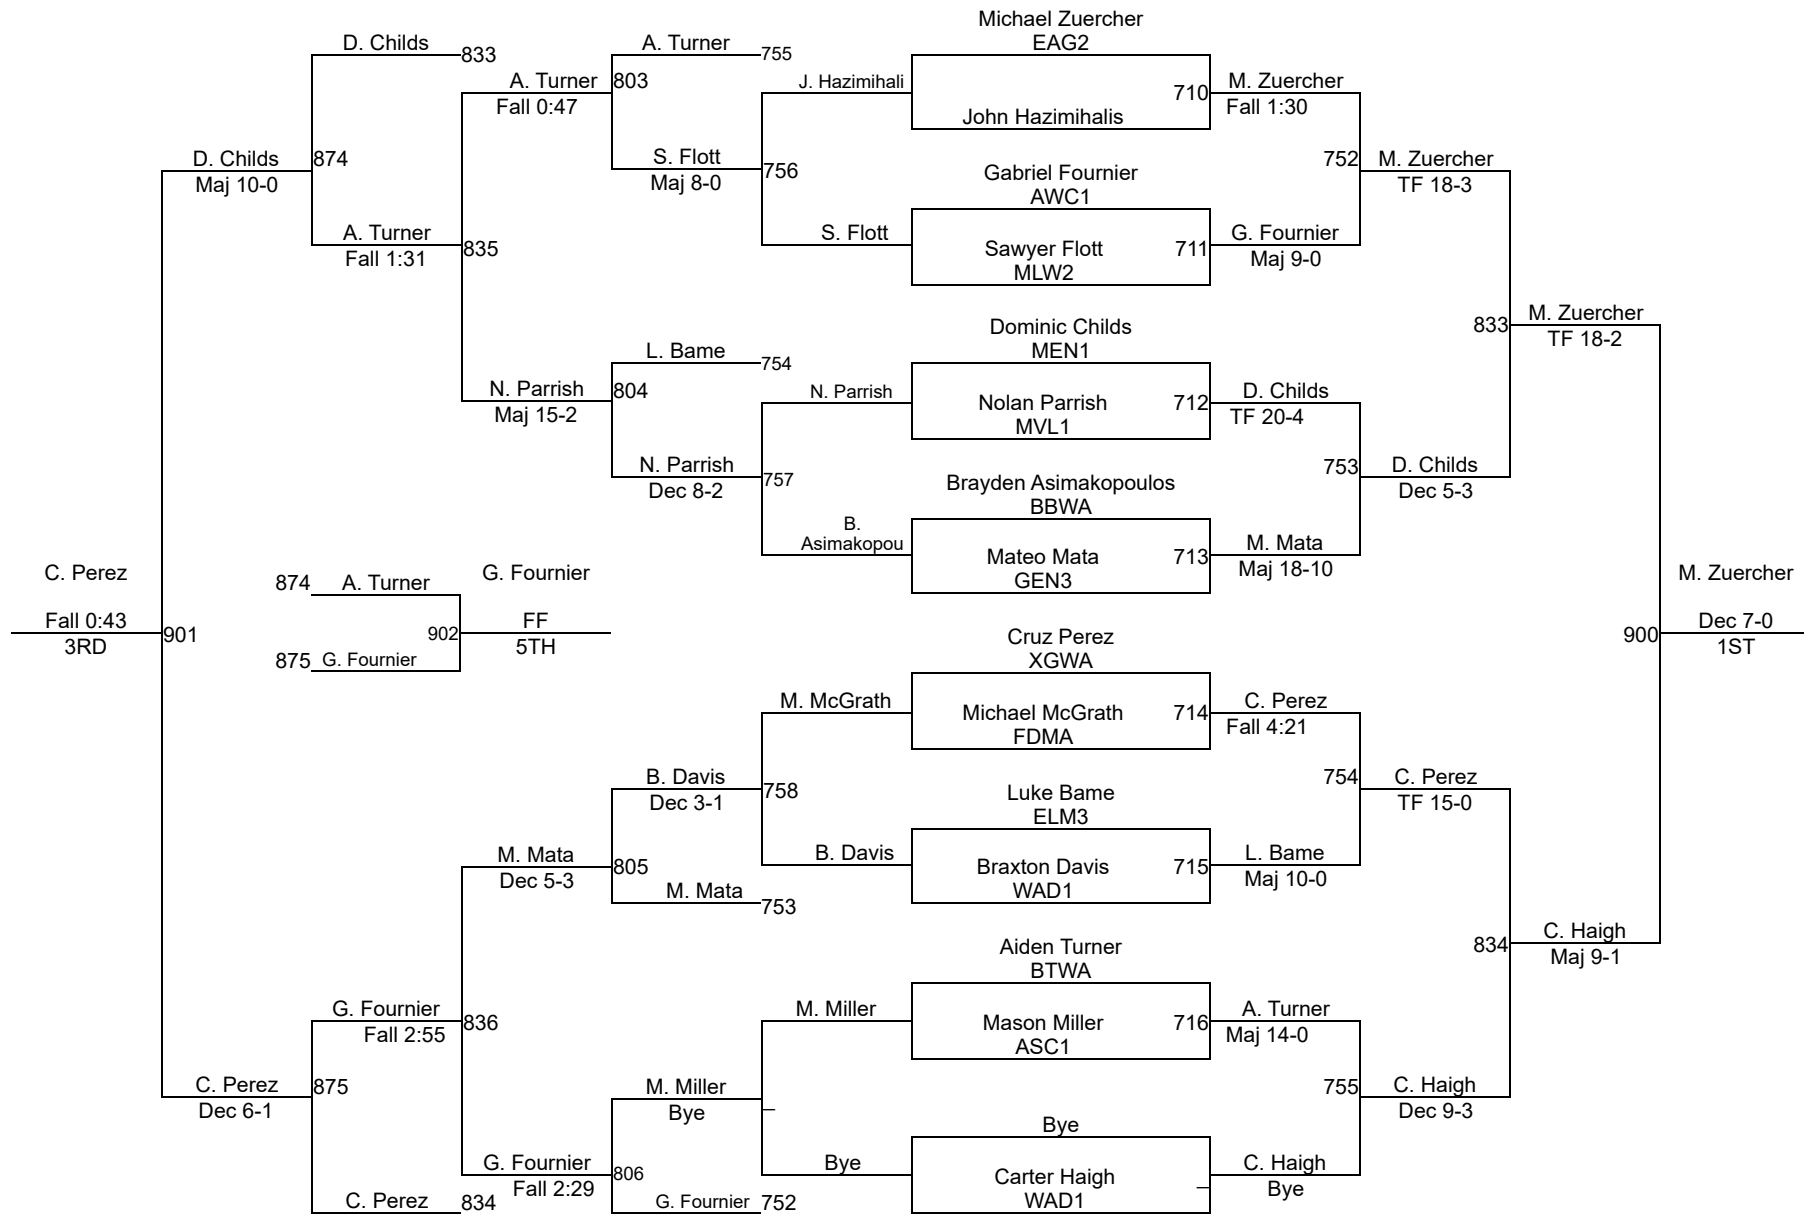 Michael Zuercher
EAG2
D. Childs
833
A. Turner
755
A. Turner
803
Fall 0:47
J. Hazimihali
710
M. Zuercher
Fall 1:30
John Hazimihalis
D. Childs
874
Maj 10-0
S. Flott
756
Maj 8-0
752
M. Zuercher
TF 18-3
Gabriel Fournier
AWC1
A. Turner
835
Fall 1:31
S. Flott
Sawyer Flott
MLW2
711
G. Fournier
Maj 9-0
833
M. Zuercher
TF 18-2
Dominic Childs
MEN1
L. Bame
754
N. Parrish
804
Maj 15-2
N. Parrish
Nolan Parrish
MVL1
712
D. Childs
TF 20-4
N. Parrish
757
Dec 8-2
753
D. Childs
Dec 5-3
Brayden Asimakopoulos
BBWA
B.
Asimakopou
Mateo Mata
GEN3
713
M. Mata
Maj 18-10
C. Perez
Fall 0:43
3RD
901
874
A. Turner
875
G. Fournier
902
G. Fournier
FF
5TH
M. Zuercher
900
Dec 7-0
1ST
Cruz Perez
XGWA
M. McGrath
Michael McGrath
FDMA
714
C. Perez
Fall 4:21
B. Davis
758
Dec 3-1
754
C. Perez
TF 15-0
Luke Bame
ELM3
M. Mata
805
Dec 5-3
B. Davis
Braxton Davis
WAD1
715
L. Bame
Maj 10-0
M. Mata
753
834
C. Haigh
Maj 9-1
Aiden Turner
BTWA
G. Fournier
836
Fall 2:55
M. Miller
Mason Miller
ASC1
716
A. Turner
Maj 14-0
C. Perez
875
Dec 6-1
M. Miller
Bye
_
755
C. Haigh
Dec 9-3
Bye
G. Fournier
806
Fall 2:29
Bye
Carter Haigh
WAD1
_
C. Haigh
Bye
C. Perez
834
G. Fournier
752